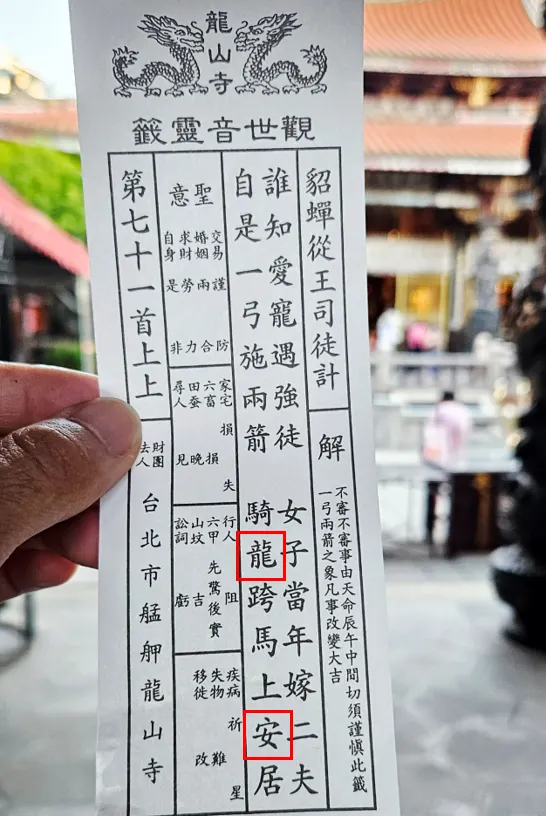 龍山寺
觀世音靈籤
貂蟬從王司徒計
解
不審不審事由天命辰午中間切須謹慎此籤
一弓兩箭之象凡事改變大吉
誰知愛寵遇強徒 女子當年嫁二夫
自是一弓施兩箭 騎龍跨馬上安居
聖意
交易 謹防
婚姻 兩合
求財 勞力
自身 是非
家宅 損失
六畜 損
田蚕 晚
尋人 見
行人 阻
六甲 先驚後實
山坟 吉
訟詞 虧
疾病 祈星
失物 難
移徙 改
第七十一首上上
財團法人 台北市艋舺龍山寺